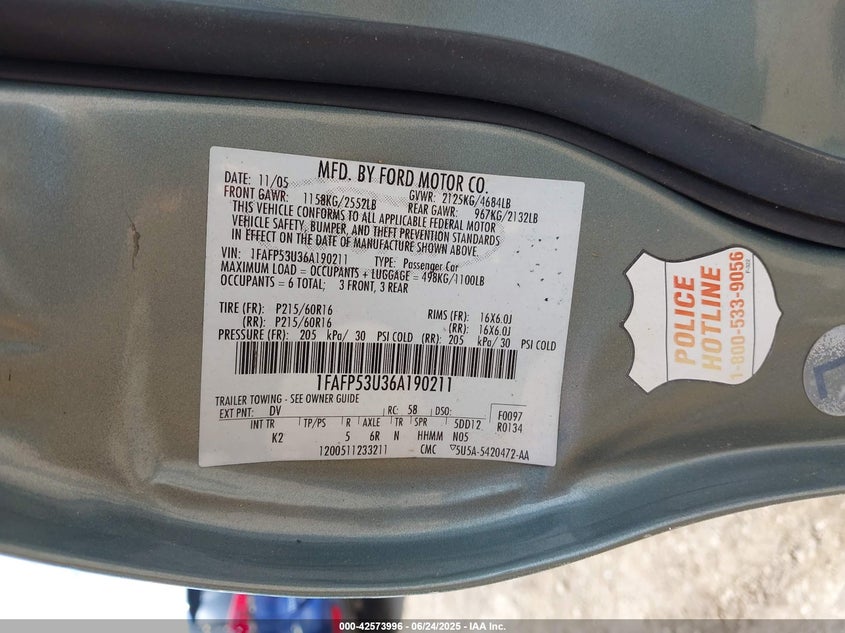 MFD. BY FORD MOTOR CO.
DATE: 11/05 GVWR: 2125KG/4684LB
FRONT GAWR: 1158KG/2552LB REAR GAWR: 967KG/2132LB
THIS VEHICLE CONFORMS TO ALL APPLICABLE FEDERAL MOTOR
VEHICLE SAFETY, BUMPER, AND THEFT PREVENTION STANDARDS
IN EFFECT ON THE DATE OF MANUFACTURE SHOWN ABOVE.
VIN: 1FAFP53U36A190211 TYPE: Passenger Car
MAXIMUM LOAD = OCCUPANTS + LUGGAGE = 498KG/1100LB
OCCUPANTS = 6 TOTAL; 3 FRONT, 3 REAR
TIRE (FR): P215/60R16 RIMS (FR): 16X6.0J
(RR): P215/60R16 (RR): 16X6.0J
PRESSURE (FR): 205 kPa/ 30 PSI COLD (RR): 205 kPa/ 30 PSI COLD
1FAFP53U36A190211
TRAILER TOWING - SEE OWNER GUIDE
EXT PNT: DV RC: 58 DSO: F0097
INT TR TP/PS R AXLE TR SPR 5DD12 R0134
K2 5 6R N HHMM N05
1200511233211 CMC ▽5U5A-5420472-AA
POLICE
HOTLINE
1-800-533-9056
F-322
000-42573996 - 06/24/2025 - IAA Inc.